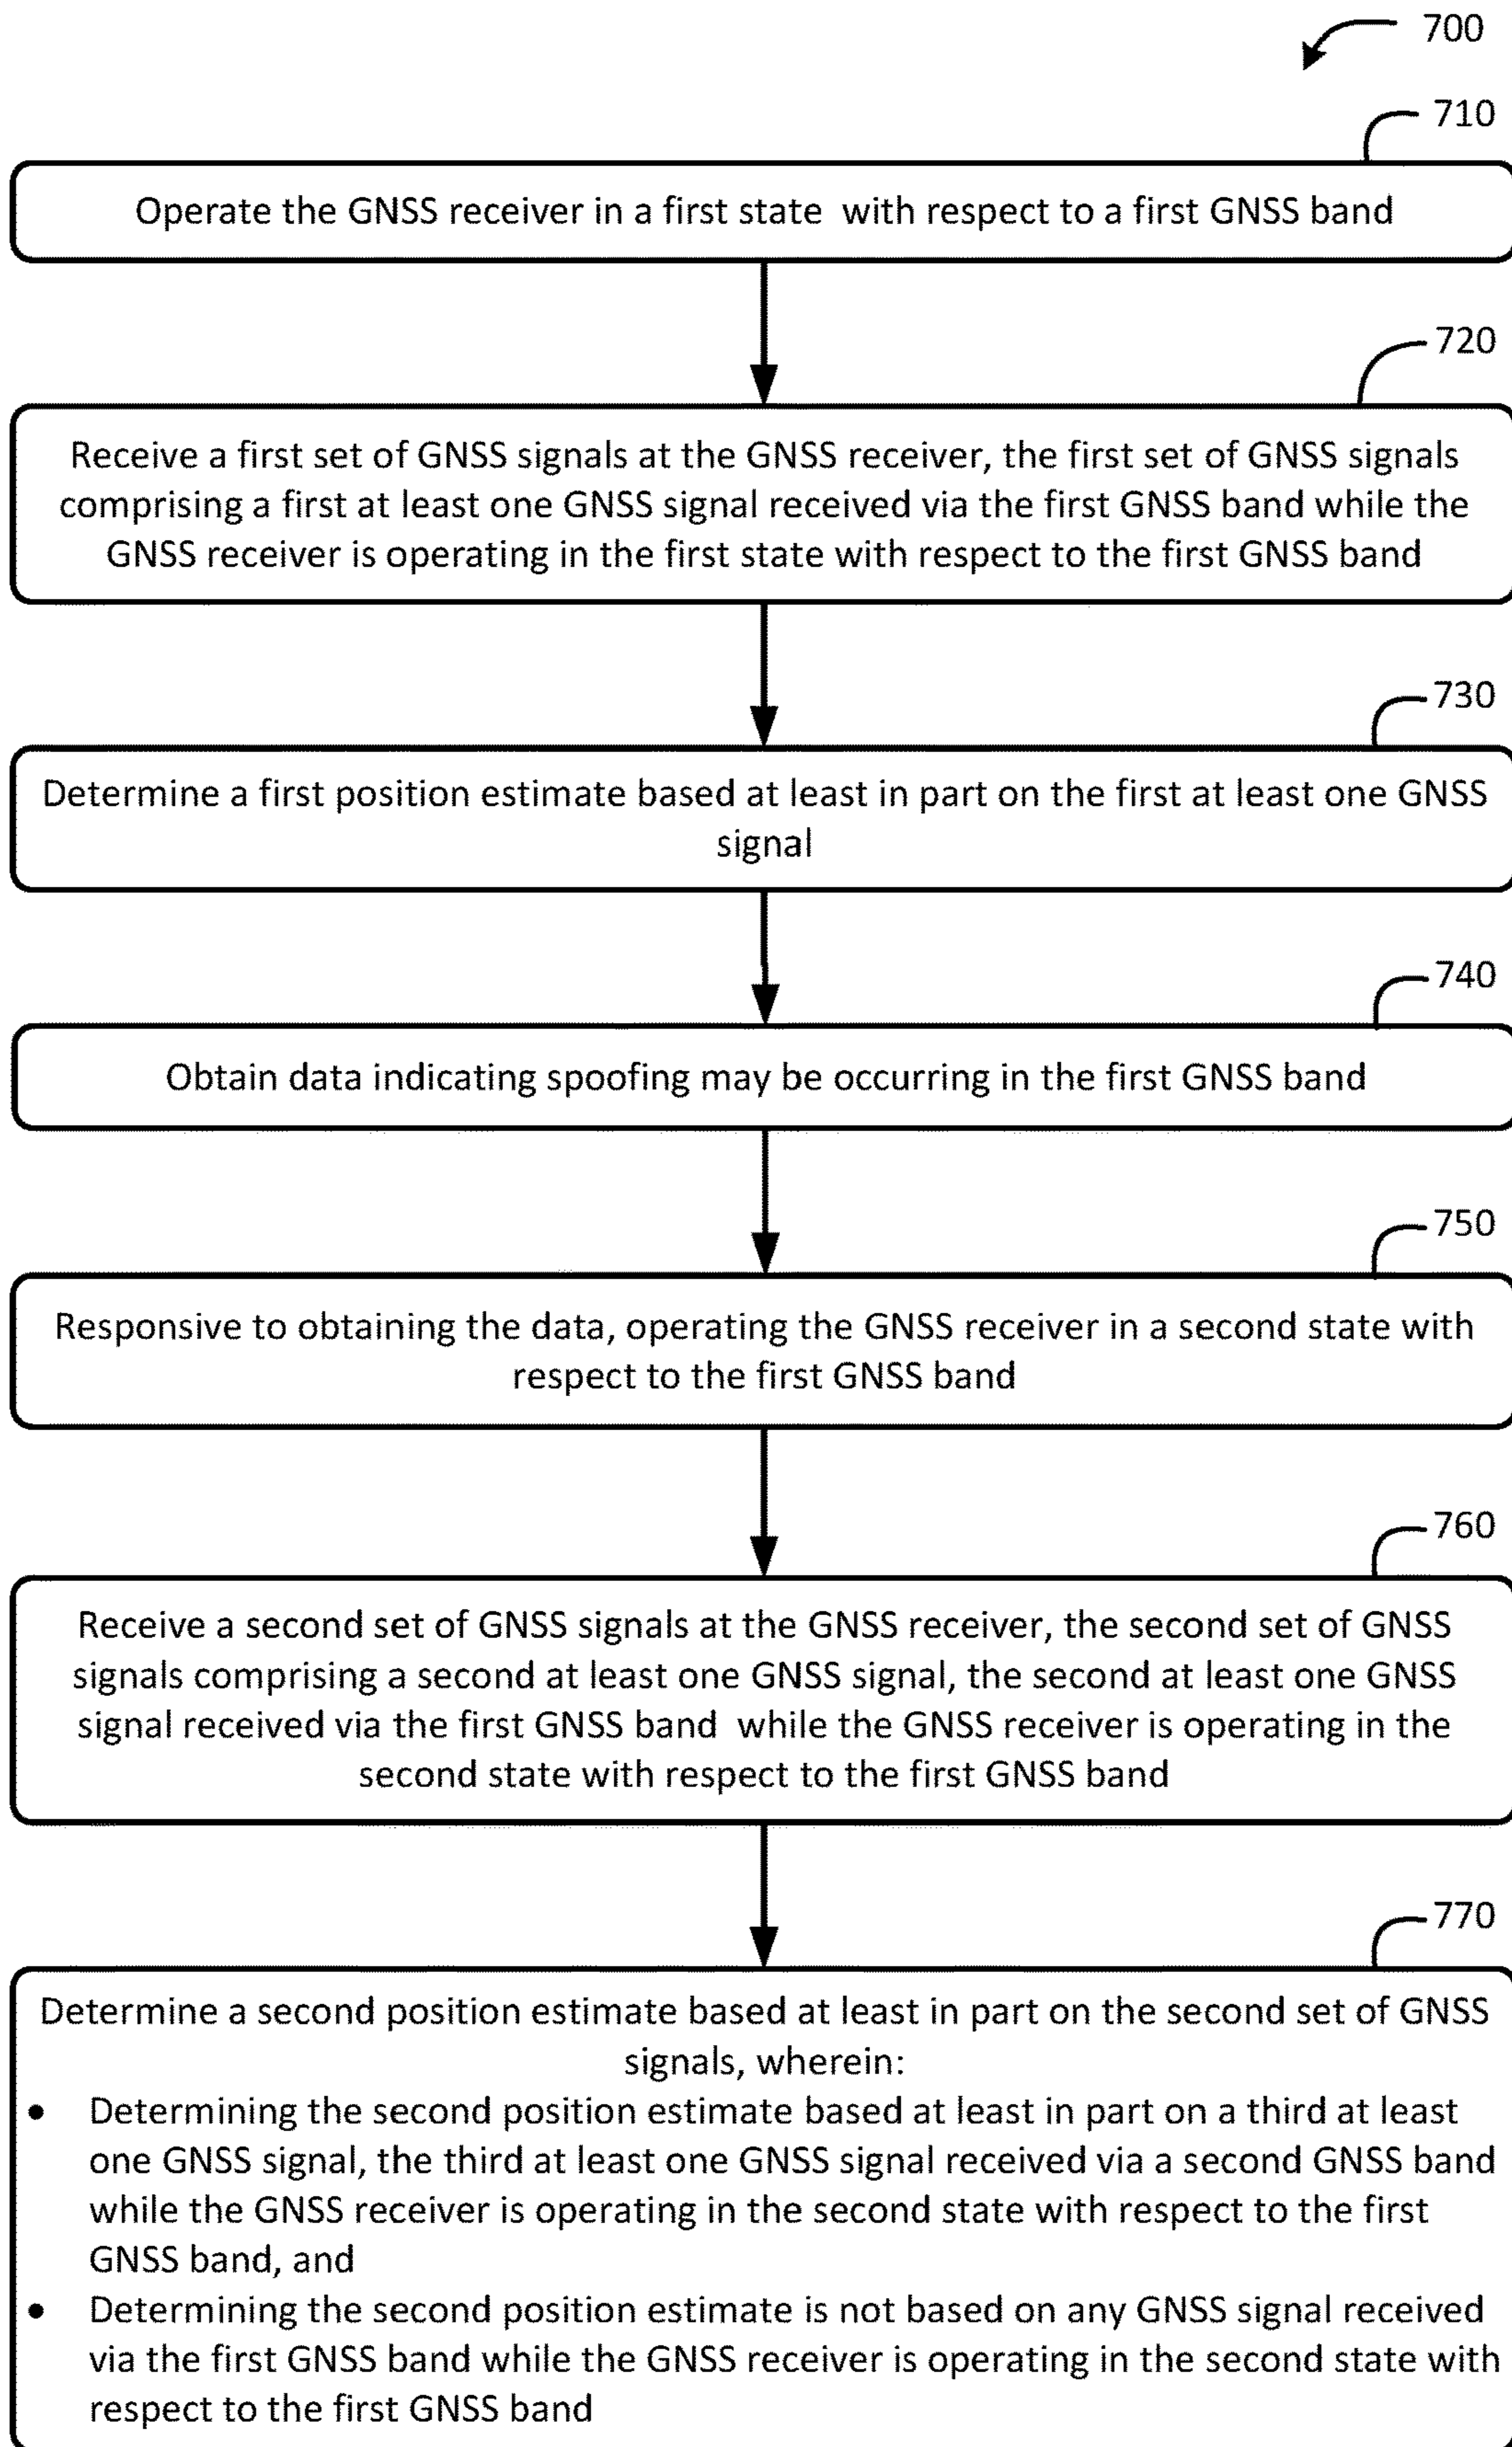 700
710
Operate the GNSS receiver in a first state with respect to a first GNSS band
720
Receive a first set of GNSS signals at the GNSS receiver, the first set of GNSS signals
comprising a first at least one GNSS signal received via the first GNSS band while the
GNSS receiver is operating in the first state with respect to the first GNSS band
730
Determine a first position estimate based at least in part on the first at least one GNSS
signal
740
Obtain data indicating spoofing may be occurring in the first GNSS band
750
Responsive to obtaining the data, operating the GNSS receiver in a second state with
respect to the first GNSS band
760
Receive a second set of GNSS signals at the GNSS receiver, the second set of GNSS
signals comprising a second at least one GNSS signal, the second at least one GNSS
signal received via the first GNSS band while the GNSS receiver is operating in the
second state with respect to the first GNSS band
770
Determine a second position estimate based at least in part on the second set of GNSS
signals, wherein:
• Determining the second position estimate based at least in part on a third at least
one GNSS signal, the third at least one GNSS signal received via a second GNSS band
while the GNSS receiver is operating in the second state with respect to the first
GNSS band, and
• Determining the second position estimate is not based on any GNSS signal received
via the first GNSS band while the GNSS receiver is operating in the second state with
respect to the first GNSS band